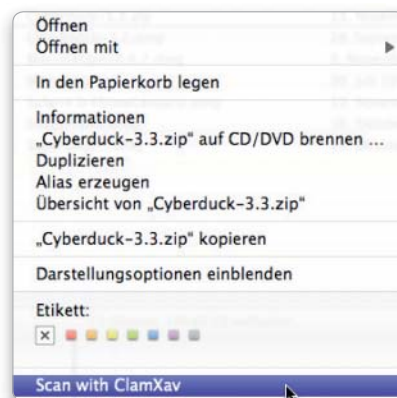 Öffnen
Öffnen mit
In den Papierkorb legen
Informationen
„Cyberduck-3.3.zip“ auf CD/DVD brennen ...
Duplizieren
Alias erzeugen
Übersicht von „Cyberduck-3.3.zip“
„Cyberduck-3.3.zip“ kopieren
Darstellungsoptionen einblenden
Etikett:
Scan with ClamXav